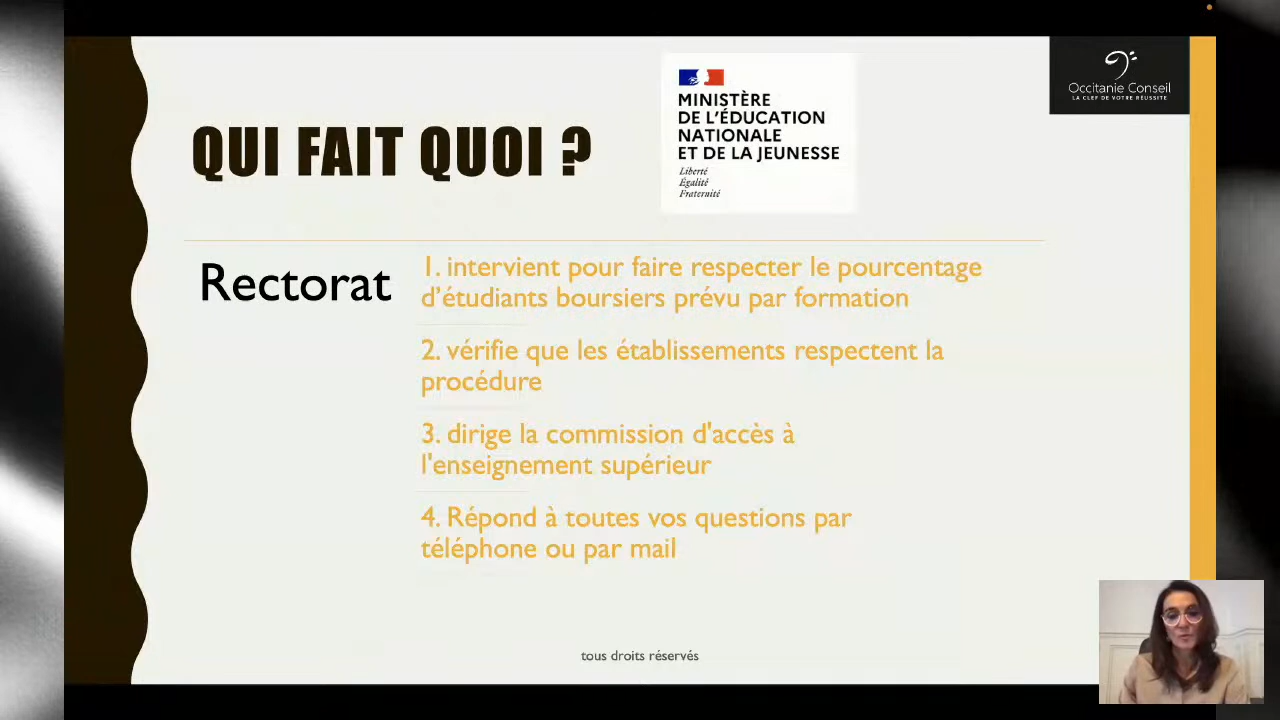 Occitanie Conseil
LA CLEF DE VOTRE RÉUSSITE
MINISTÈRE
DE L'ÉDUCATION
NATIONALE
ET DE LA JEUNESSE
Liberté
Égalité
Fraternité
QUI FAIT QUOI ?
Rectorat
1. intervient pour faire respecter le pourcentage
d'étudiants boursiers prévu par formation
2. vérifie que les établissements respectent la
procédure
3. dirige la commission d'accès à
l'enseignement supérieur
4. Répond à toutes vos questions par
téléphone ou par mail
tous droits réservés